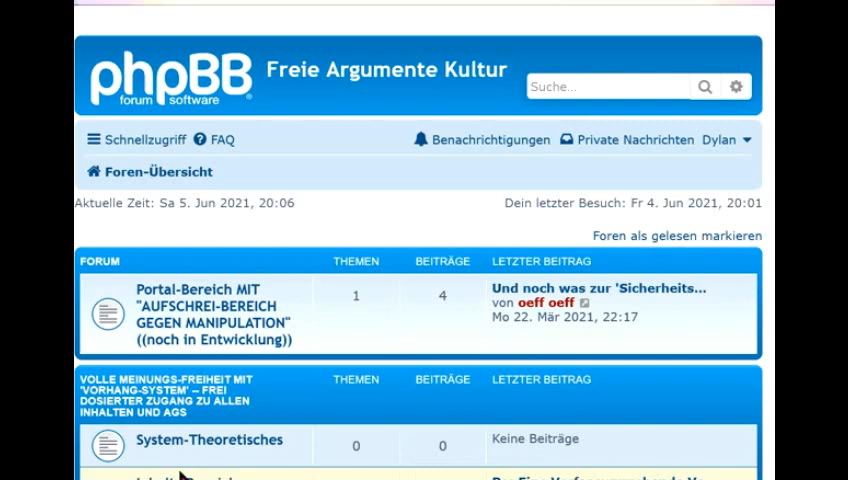 phpBB
forum software
Freie Argumente Kultur
Suche...
Schnellzugriff FAQ Benachrichtigungen Private Nachrichten Dylan
Foren-Übersicht
Aktuelle Zeit: Sa 5. Jun 2021, 20:06 Dein letzter Besuch: Fr 4. Jun 2021, 20:01
Foren als gelesen markieren
FORUM THEMEN BEITRÄGE LETZTER BEITRAG
Portal-Bereich MIT
"AUFSCHREI-BEREICH
GEGEN MANIPULATION"
((noch in Entwicklung))
1 4
Und noch was zur 'Sicherheits...
von oeff oeff
Mo 22. Mär 2021, 22:17
VOLLE MEINUNGS-FREIHEIT MIT
'VORHANG-SYSTEM' – FREI
DOSIERTER ZUGANG ZU ALLEN
INHALTEN UND AGS
THEMEN BEITRÄGE LETZTER BEITRAG
System-Theoretisches 0 0 Keine Beiträge